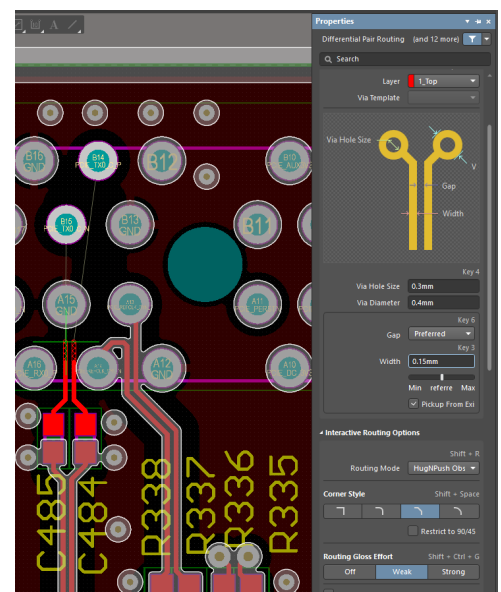 Properties
Differential Pair Routing (and 12 more)
Search
Layer 1_Top
Via Template
Via Hole Size
V
Gap
Width
Key 4
Via Hole Size 0.3mm
Via Diameter 0.4mm
Key 6
Gap Preferred
Key 3
Width 0.15mm
Min referre Max
Pickup From Exi
Interactive Routing Options
Shift + R
Routing Mode HugNPush Obs
Corner Style Shift + Space
Restrict to 90/45
Routing Gloss Effort Shift + Ctrl + G
Off Weak Strong
A
B16
GND
B14
B12
B10
B13
GND
B11
A15
GND
A11
A16
A12
GND
A10
C485
C484
R338
R337
R336
R335